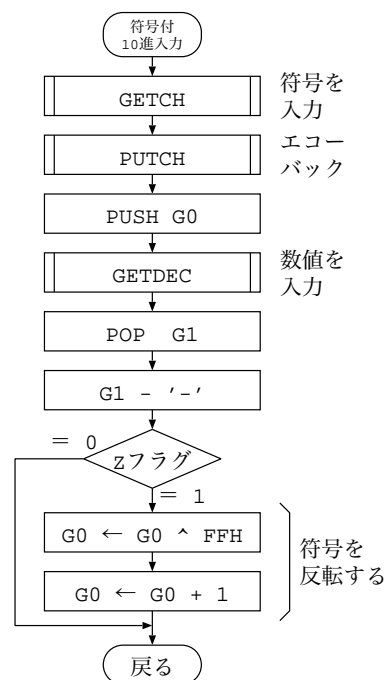 符号付
10進入力
GETCH
符号を
入力
PUTCH
エコー
バック
PUSH G0
GETDEC
数値を
入力
POP G1
G1 - '-'
= 0
Zフラグ
= 1
G0 ← G0 ^ FFH
G0 ← G0 + 1
符号を
反転する
戻る